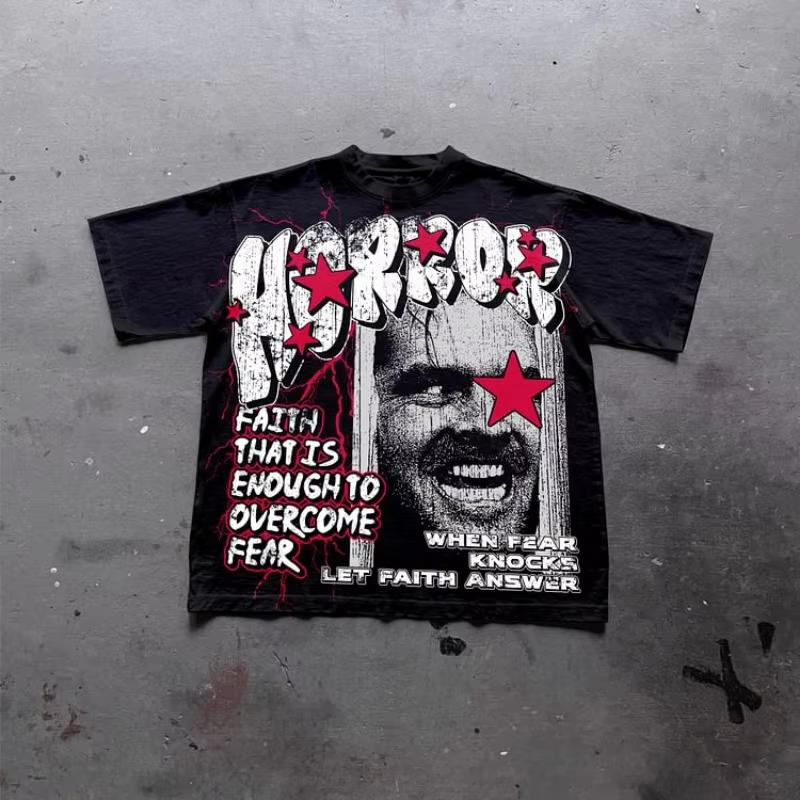 HORROR
FAITH
THAT IS
ENOUGH TO
OVERCOME
FEAR
WHEN FEAR
KNOCKS
LET FAITH ANSWER